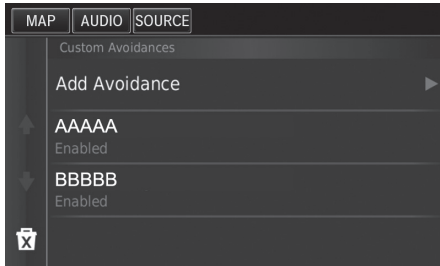 MAP AUDIO SOURCE
Custom Avoidances
Add Avoidance
AAAAA
Enabled
BBBBB
Enabled